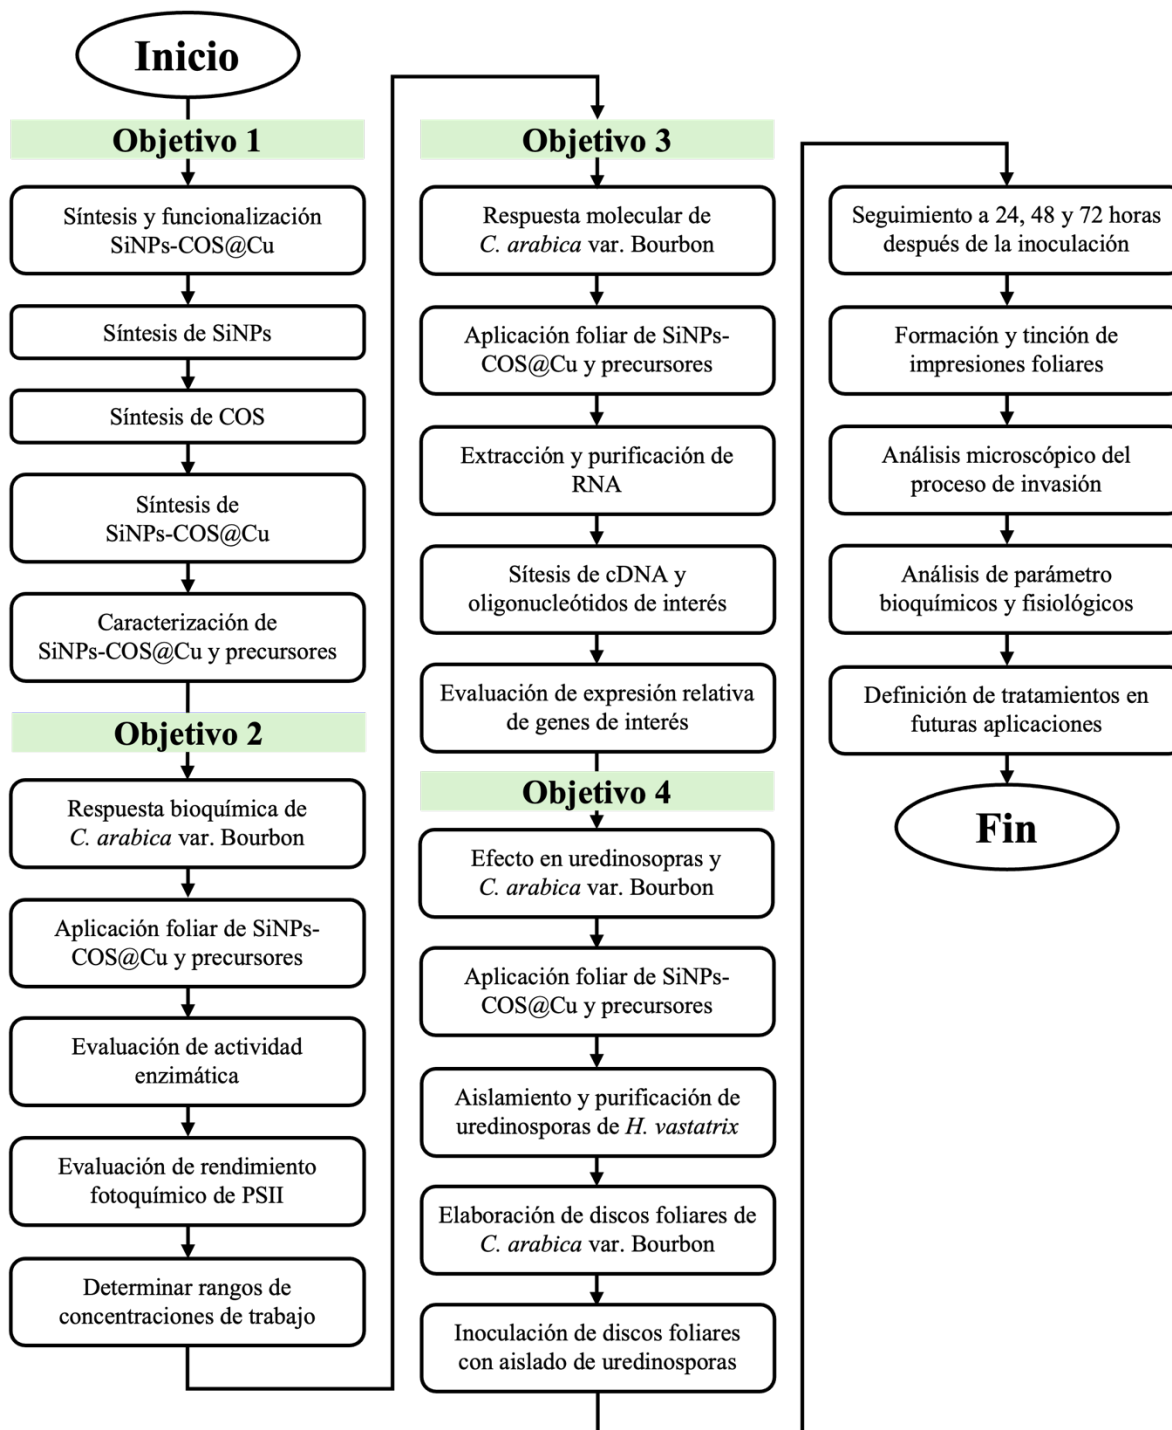 Inicio
Objetivo 1
Síntesis y funcionalización
SiNPs-COS@Cu
Síntesis de SiNPs
Síntesis de COS
Síntesis de
SiNPs-COS@Cu
Caracterización de
SiNPs-COS@Cu y precursores
Objetivo 2
Respuesta bioquímica de
C. arabica var. Bourbon
Aplicación foliar de SiNPs-
COS@Cu y precursores
Evaluación de actividad
enzimática
Evaluación de rendimiento
fotoquímico de PSII
Determinar rangos de
concentraciones de trabajo
Objetivo 3
Respuesta molecular de
C. arabica var. Bourbon
Aplicación foliar de SiNPs-
COS@Cu y precursores
Extracción y purificación de
RNA
Sítesis de cDNA y
oligonucleótidos de interés
Evaluación de expresión relativa
de genes de interés
Objetivo 4
Efecto en uredinosopras y
C. arabica var. Bourbon
Aplicación foliar de SiNPs-
COS@Cu y precursores
Aislamiento y purificación de
uredinosporas de H. vastatrix
Elaboración de discos foliares de
C. arabica var. Bourbon
Inoculación de discos foliares
con aislado de uredinosporas
Seguimiento a 24, 48 y 72 horas
después de la inoculación
Formación y tinción de
impresiones foliares
Análisis microscópico del
proceso de invasión
Análisis de parámetro
bioquímicos y fisiológicos
Definición de tratamientos en
futuras aplicaciones
Fin